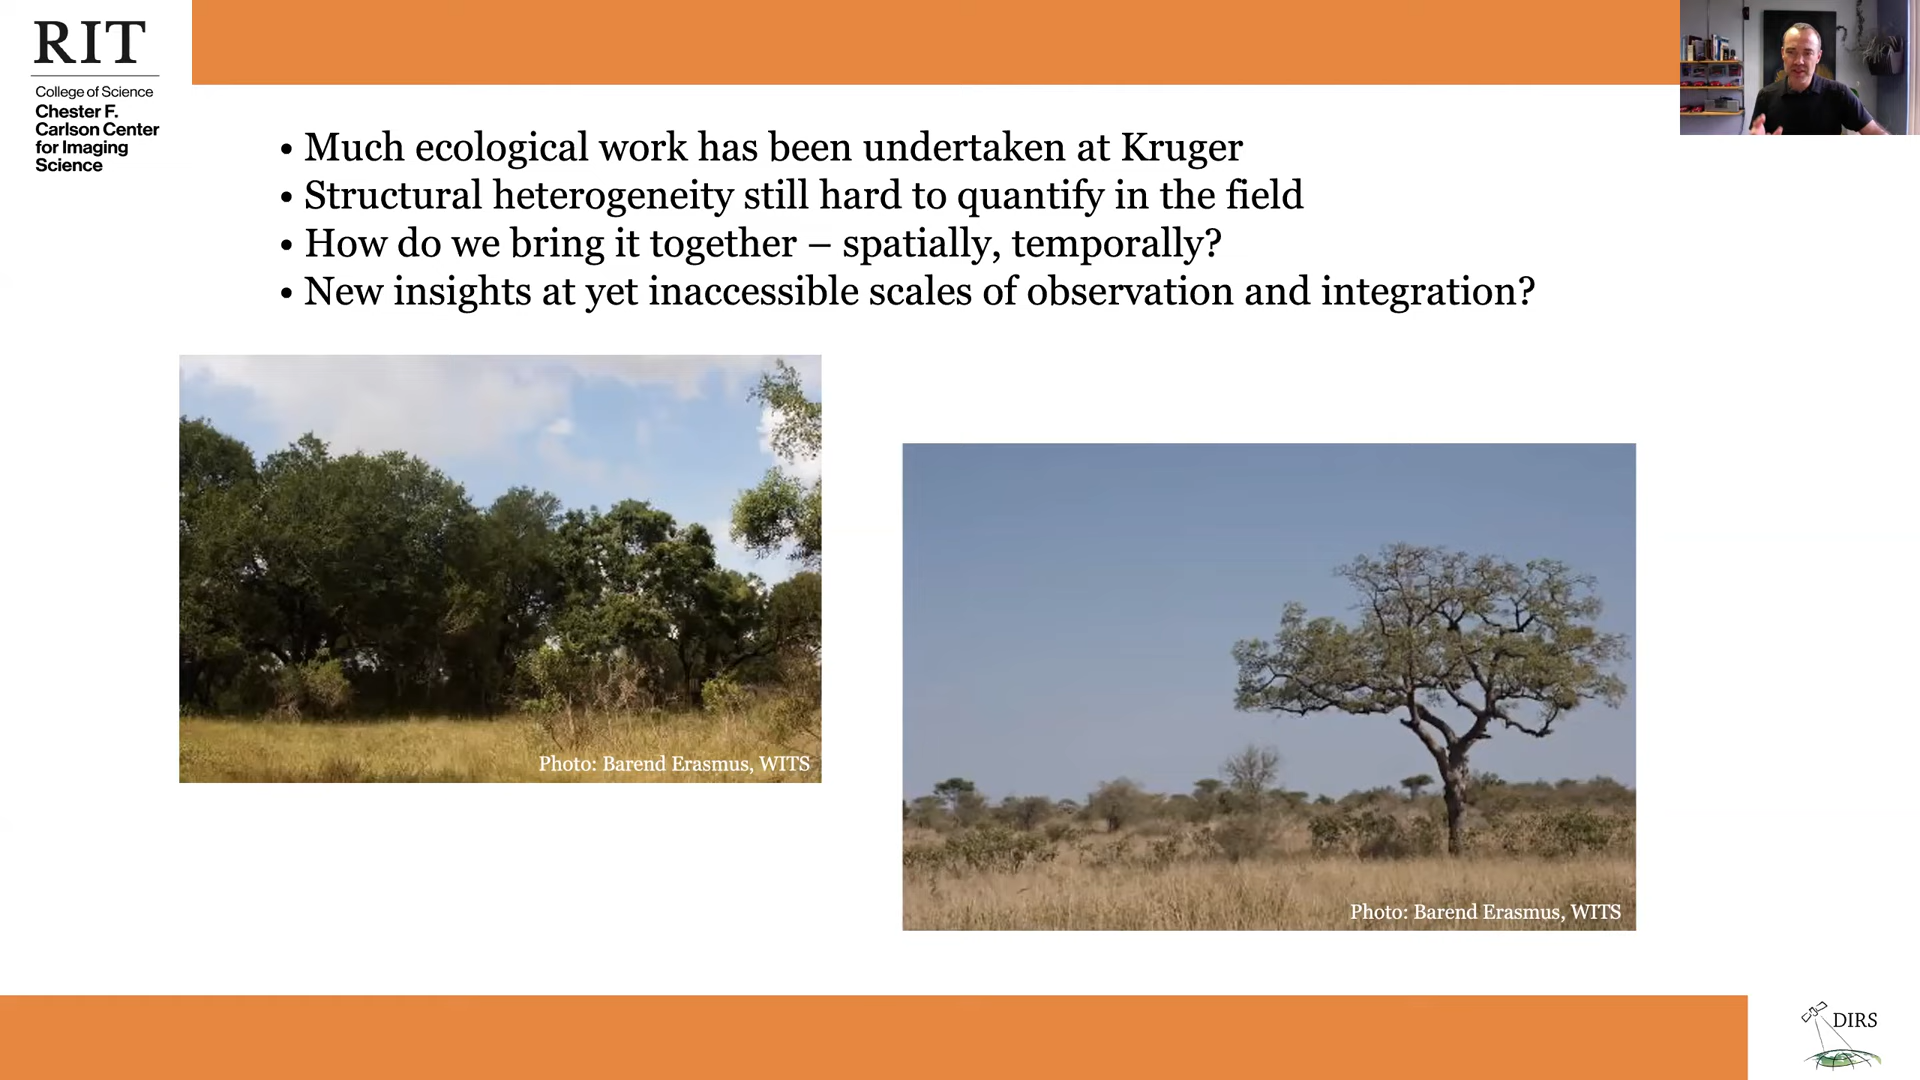 RIT
College of Science
Chester F.
Carlson Center
for Imaging
Science
• Much ecological work has been undertaken at Kruger
• Structural heterogeneity still hard to quantify in the field
• How do we bring it together – spatially, temporally?
• New insights at yet inaccessible scales of observation and integration?
Photo: Barend Erasmus, WITS
Photo: Barend Erasmus, WITS
DIRS